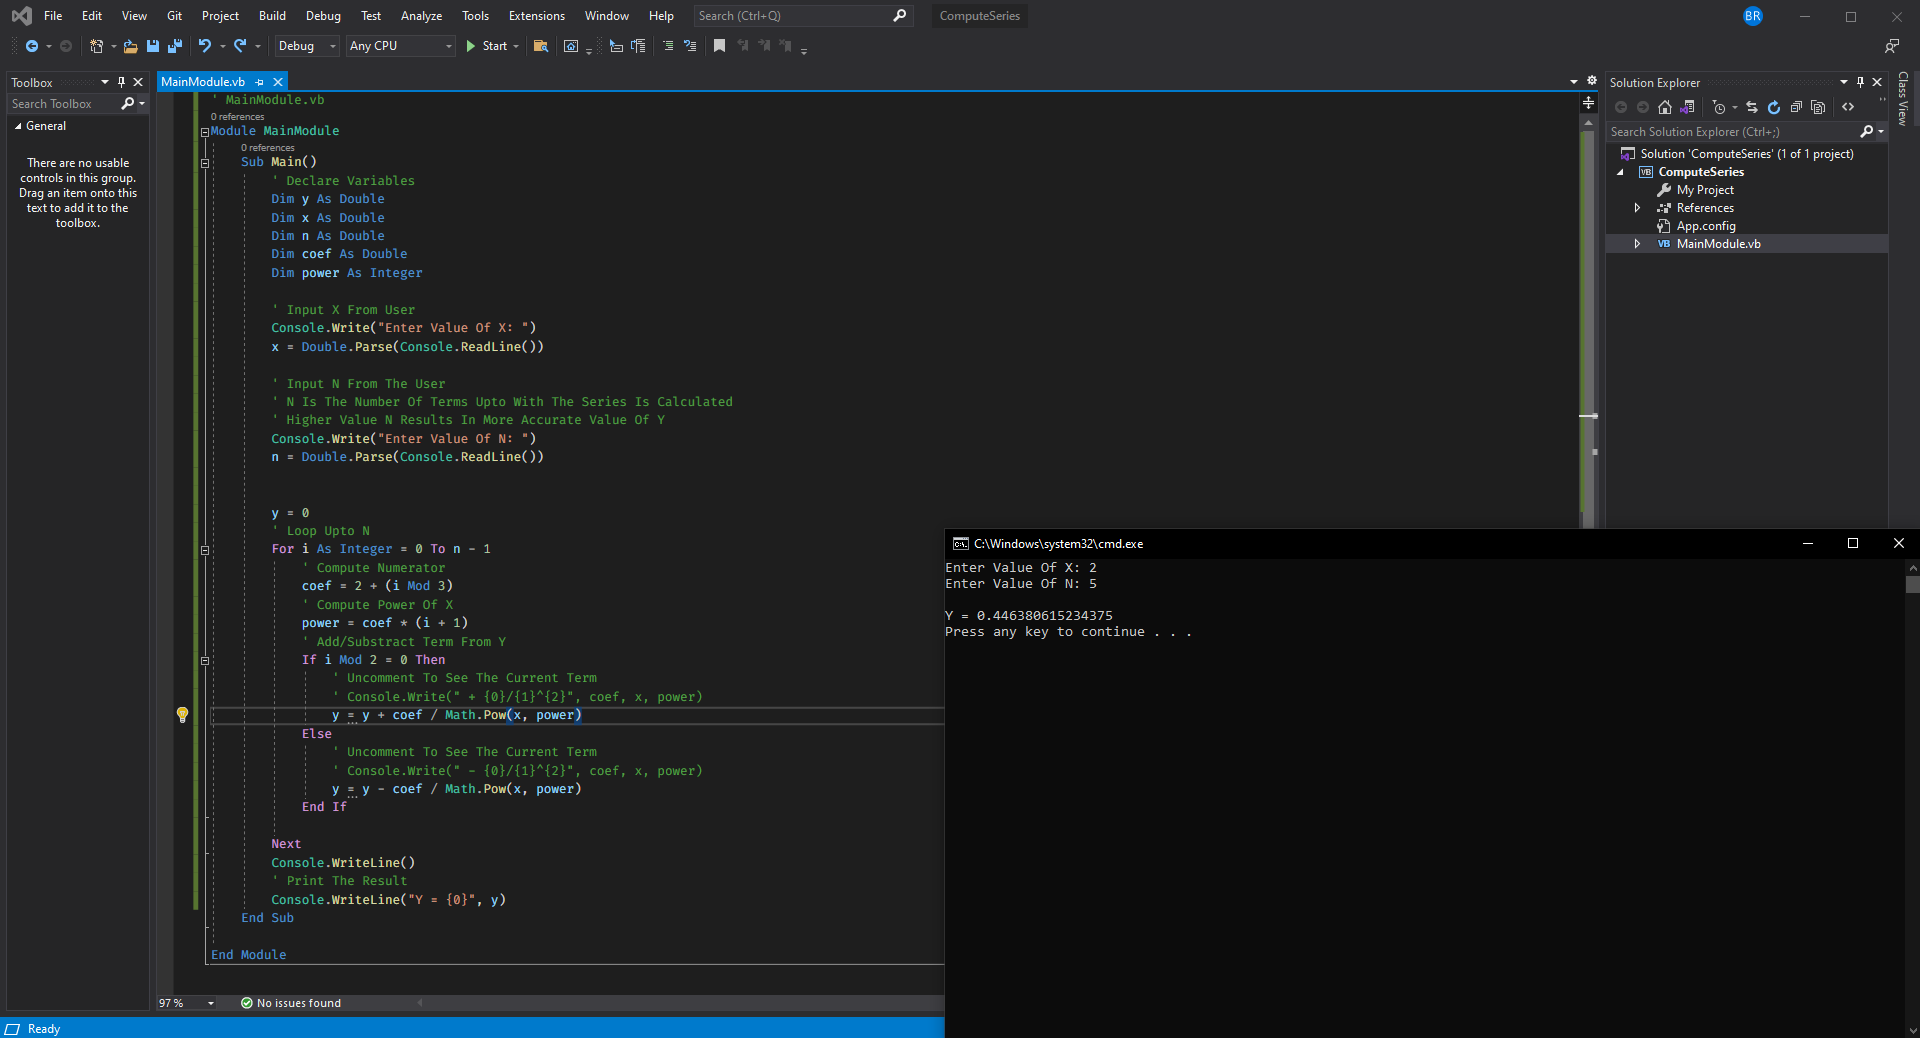 File Edit View Git Project Build Debug Test Analyze Tools Extensions Window Help Search (Ctrl+Q) ComputeSeries BR
Debug Any CPU Start
Toolbox
Search Toolbox
General
There are no usable
controls in this group.
Drag an item onto this
text to add it to the
toolbox.
MainModule.vb
' MainModule.vb
0 references
Module MainModule
0 references
Sub Main()
' Declare Variables
Dim y As Double
Dim x As Double
Dim n As Double
Dim coef As Double
Dim power As Integer
' Input X From User
Console.Write("Enter Value Of X: ")
x = Double.Parse(Console.ReadLine())
' Input N From The User
' N Is The Number Of Terms Upto With The Series Is Calculated
' Higher Value N Results In More Accurate Value Of Y
Console.Write("Enter Value Of N: ")
n = Double.Parse(Console.ReadLine())
y = 0
' Loop Upto N
For i As Integer = 0 To n - 1
' Compute Numerator
coef = 2 + (i Mod 3)
' Compute Power Of X
power = coef * (i + 1)
' Add/Substract Term From Y
If i Mod 2 = 0 Then
' Uncomment To See The Current Term
' Console.Write(" + {0}/{1}^{2}", coef, x, power)
y = y + coef / Math.Pow(x, power)
Else
' Uncomment To See The Current Term
' Console.Write(" - {0}/{1}^{2}", coef, x, power)
y = y - coef / Math.Pow(x, power)
End If
Next
Console.WriteLine()
' Print The Result
Console.WriteLine("Y = {0}", y)
End Sub
End Module
97 % No issues found
Ready
Solution Explorer
Search Solution Explorer (Ctrl+;)
Solution 'ComputeSeries' (1 of 1 project)
VB ComputeSeries
My Project
References
App.config
VB MainModule.vb
Class View
C:\Windows\system32\cmd.exe
Enter Value Of X: 2
Enter Value Of N: 5
Y = 0.446380615234375
Press any key to continue . . .